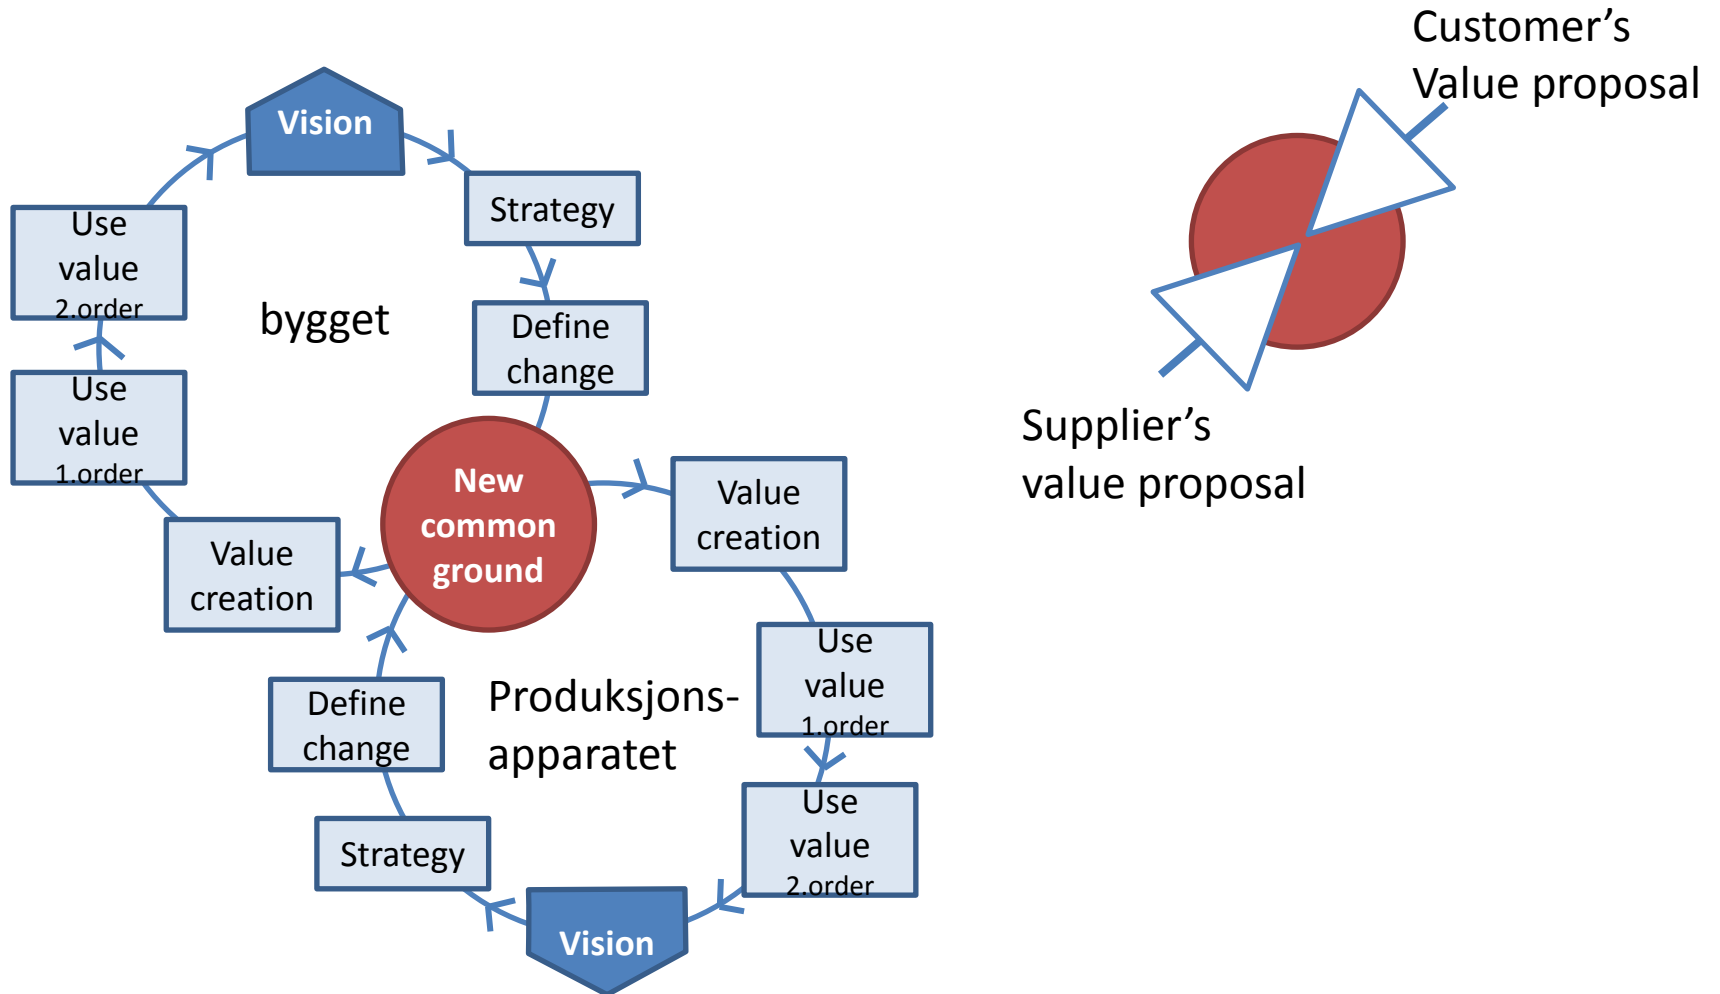 Customer's
Value proposal
Vision
Strategy
Use
value
2.order
bygget
Define
change
Use
value
1.order
Supplier's
value proposal
New
common
ground
Value
creation
Value
creation
Use
value
1.order
Define
change
Produksjons-
apparatet
Use
value
2.order
Strategy
Vision